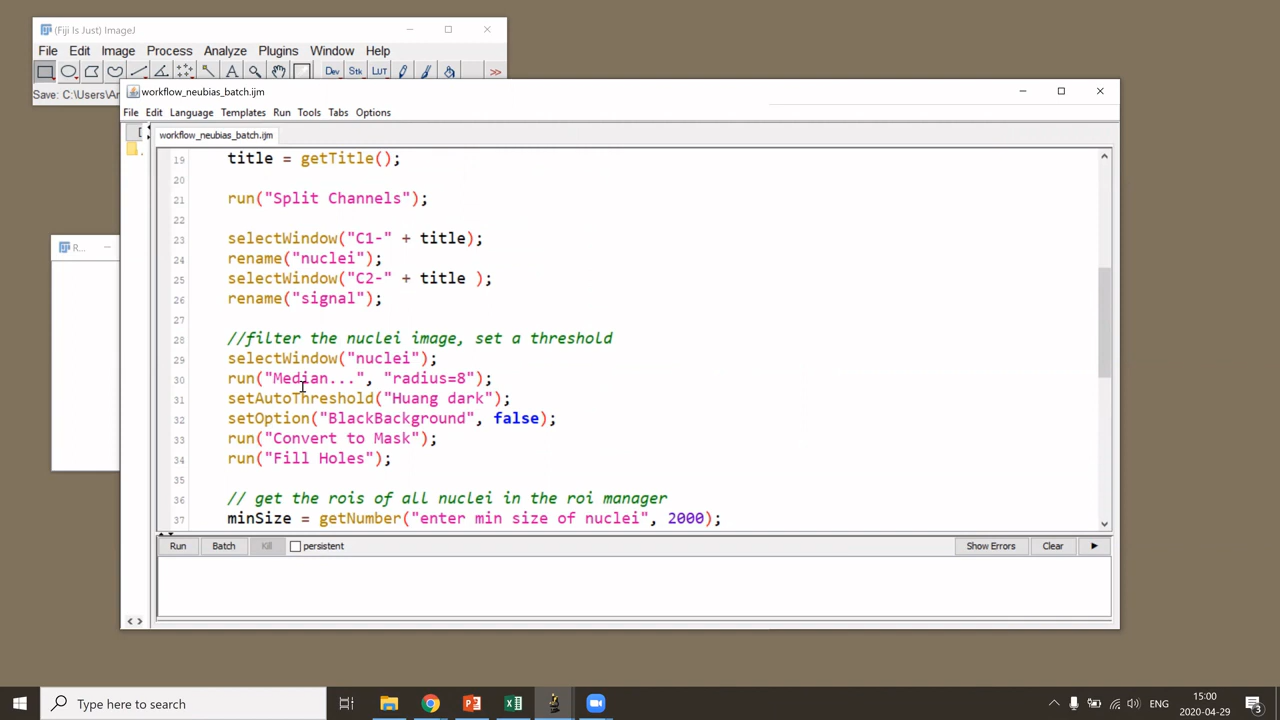 (Fiji Is Just) ImageJ
File Edit Image Process Analyze Plugins Window Help
Dev Stk LUT >>
Save: C:\Users\Ar
workflow_neubias_batch.ijm
File Edit Language Templates Run Tools Tabs Options
workflow_neubias_batch.ijm
R...
19 title = getTitle();
20
21 run("Split Channels");
22
23 selectWindow("C1-" + title);
24 rename("nuclei");
25 selectWindow("C2-" + title );
26 rename("signal");
27
28 //filter the nuclei image, set a threshold
29 selectWindow("nuclei");
30 run("Median...", "radius=8");
31 setAutoThreshold("Huang dark");
32 setOption("BlackBackground", false);
33 run("Convert to Mask");
34 run("Fill Holes");
35
36 // get the rois of all nuclei in the roi manager
37 minSize = getNumber("enter min size of nuclei", 2000);
Run Batch Kill persistent Show Errors Clear
Type here to search
ENG
15:00
2020-04-29
3